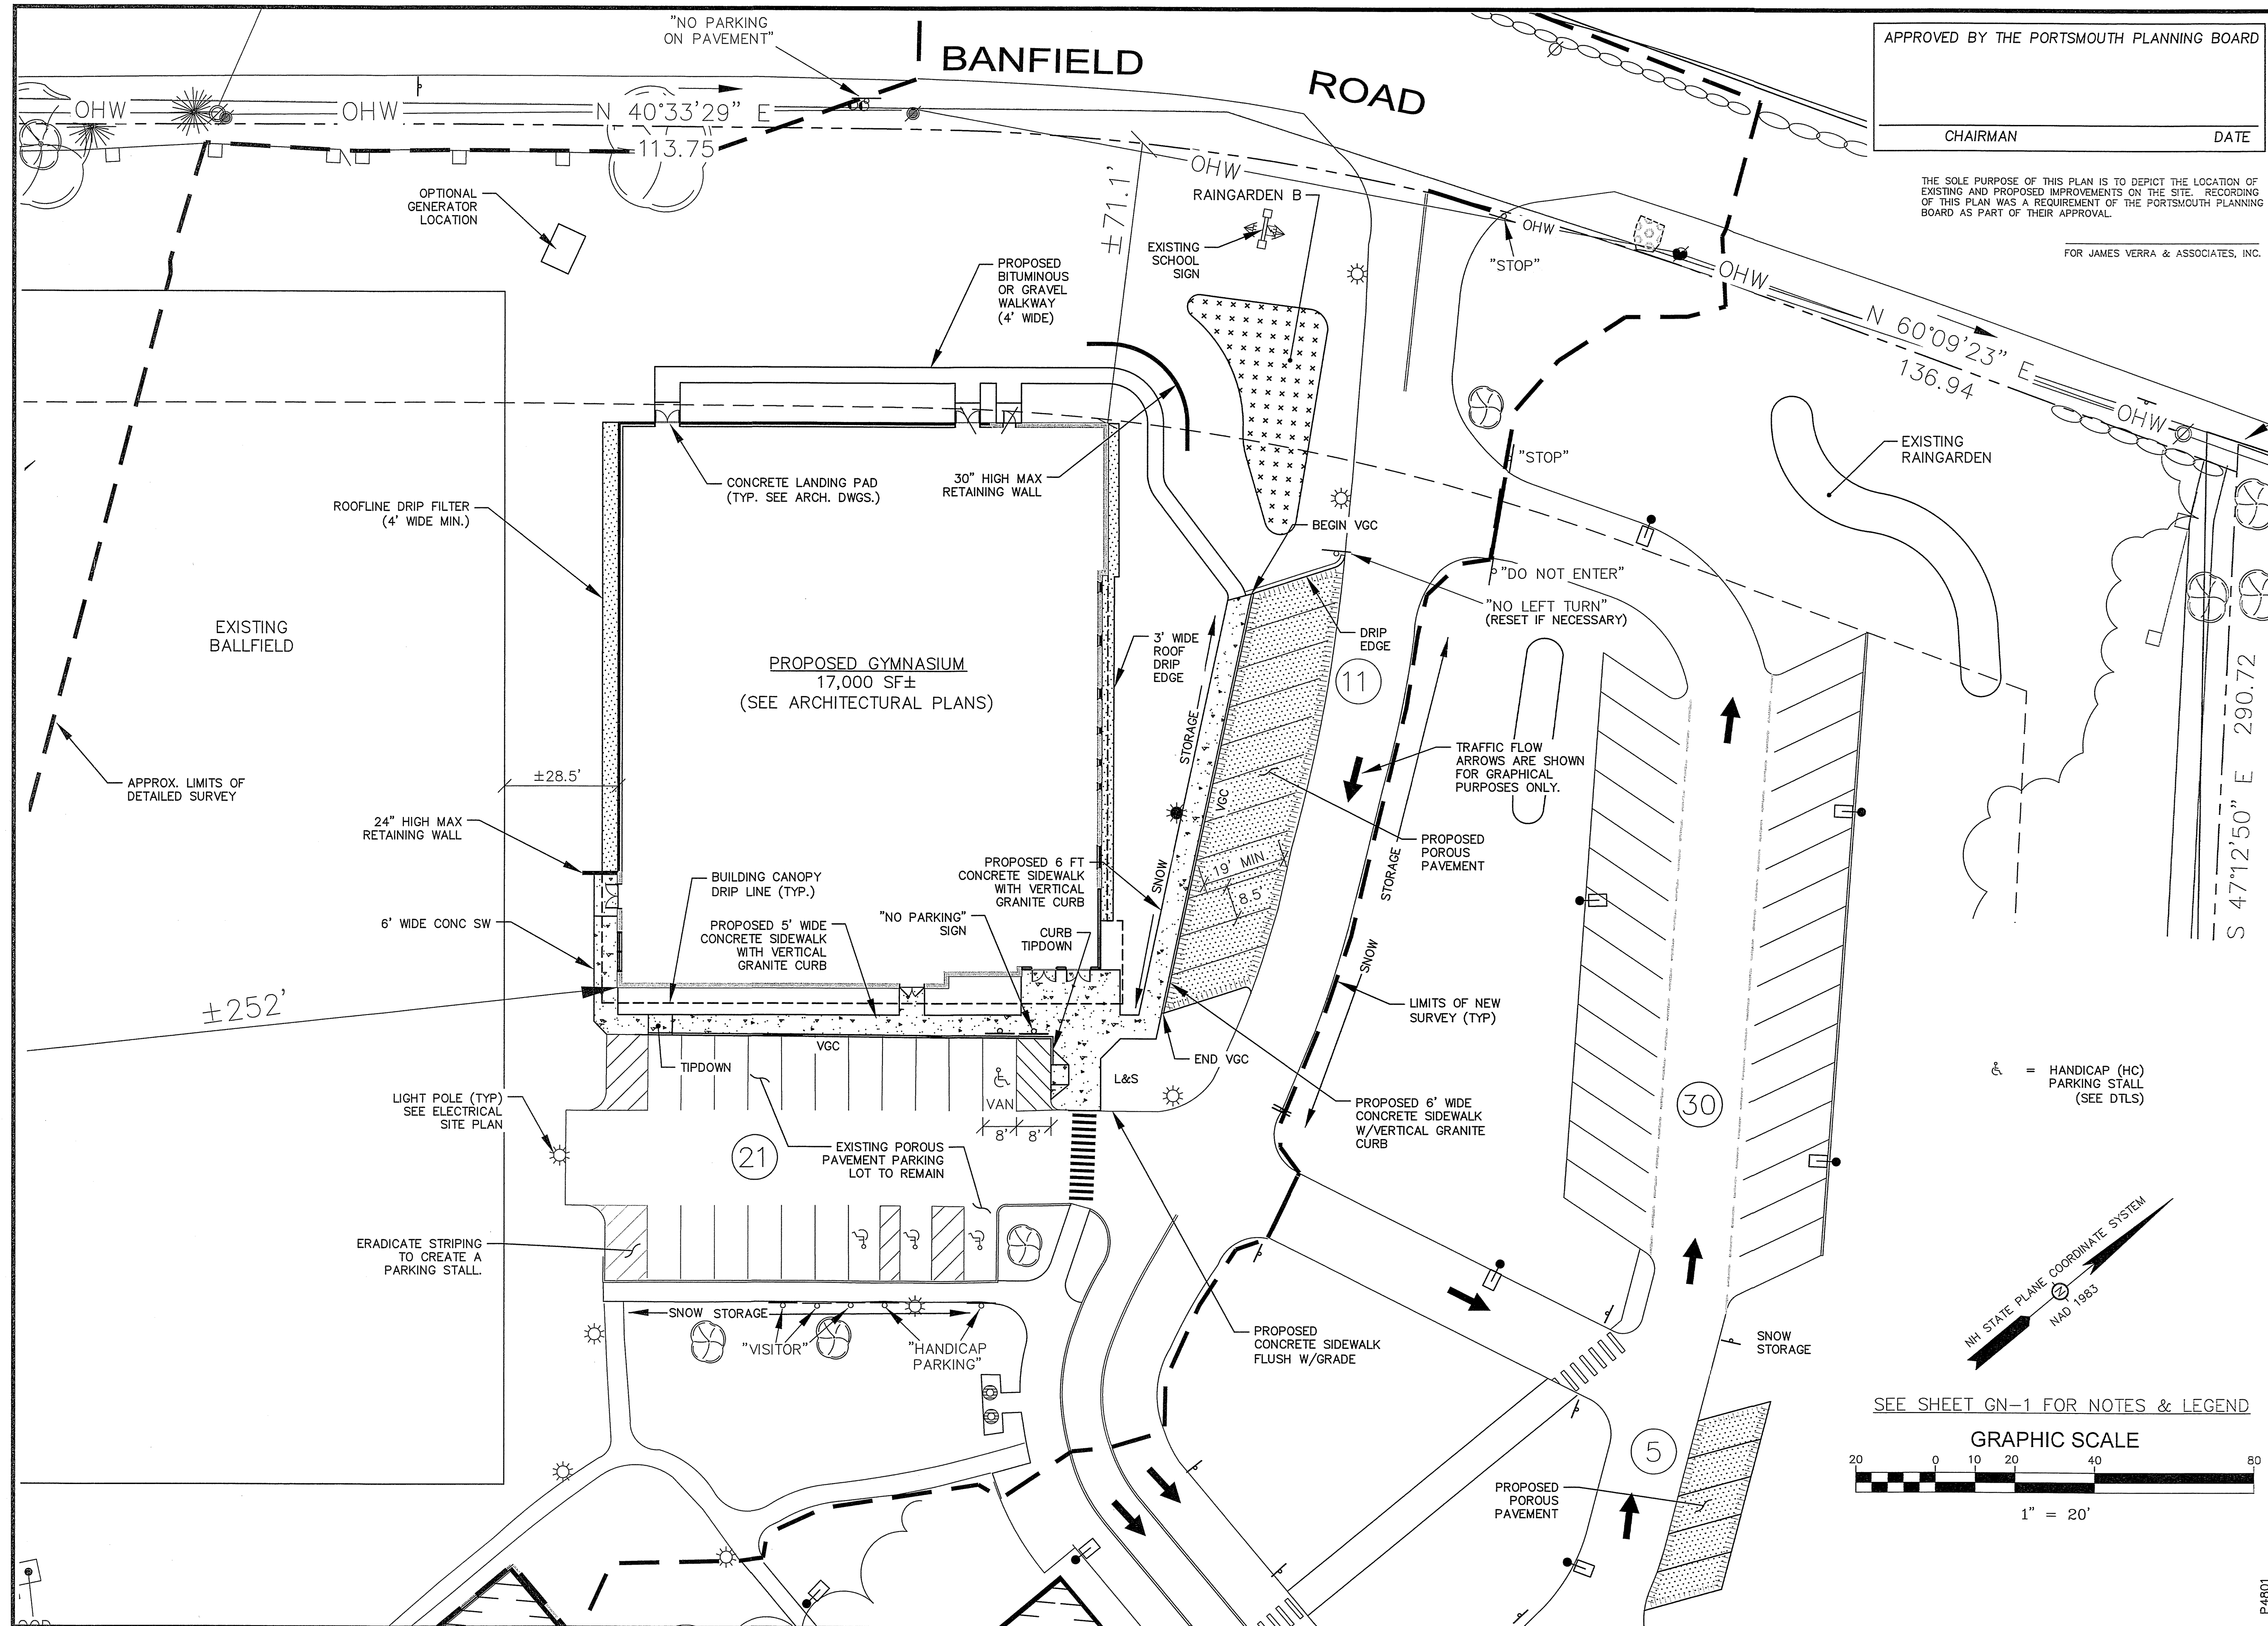 "NO PARKING
ON PAVEMENT"
BANFIELD ROAD
APPROVED BY THE PORTSMOUTH PLANNING BOARD
CHAIRMAN DATE
THE SOLE PURPOSE OF THIS PLAN IS TO DEPICT THE LOCATION OF
EXISTING AND PROPOSED IMPROVEMENTS ON THE SITE. RECORDING
OF THIS PLAN WAS A REQUIREMENT OF THE PORTSMOUTH PLANNING
BOARD AS PART OF THEIR APPROVAL.
FOR JAMES VERRA & ASSOCIATES, INC.
OHW
OHW
N 40°33'29" E
113.75
OHW
OHW
OHW
N 60°09'23" E
136.94
OHW
OPTIONAL
GENERATOR
LOCATION
±71.1'
RAINGARDEN B
EXISTING
SCHOOL
SIGN
"STOP"
PROPOSED
BITUMINOUS
OR GRAVEL
WALKWAY
(4' WIDE)
EXISTING
RAINGARDEN
"STOP"
CONCRETE LANDING PAD
(TYP. SEE ARCH. DWGS.)
30" HIGH MAX
RETAINING WALL
ROOFLINE DRIP FILTER
(4' WIDE MIN.)
BEGIN VGC
"DO NOT ENTER"
"NO LEFT TURN"
(RESET IF NECESSARY)
EXISTING
BALLFIELD
3' WIDE
ROOF
DRIP
EDGE
DRIP
EDGE
11
PROPOSED GYMNASIUM
17,000 SF±
(SEE ARCHITECTURAL PLANS)
S 47°12'50" E 290.72
SNOW STORAGE
VGC
TRAFFIC FLOW
ARROWS ARE SHOWN
FOR GRAPHICAL
PURPOSES ONLY.
±28.5'
APPROX. LIMITS OF
DETAILED SURVEY
24" HIGH MAX
RETAINING WALL
PROPOSED
POROUS
PAVEMENT
19' MIN.
8.5'
BUILDING CANOPY
DRIP LINE (TYP.)
PROPOSED 6 FT
CONCRETE SIDEWALK
WITH VERTICAL
GRANITE CURB
SNOW STORAGE
6' WIDE CONC SW
PROPOSED 5' WIDE
CONCRETE SIDEWALK
WITH VERTICAL
GRANITE CURB
"NO PARKING"
SIGN
CURB
TIPDOWN
±252'
LIMITS OF NEW
SURVEY (TYP)
VGC
TIPDOWN
END VGC
L&S
VAN
8' 8'
LIGHT POLE (TYP)
SEE ELECTRICAL
SITE PLAN
PROPOSED 6' WIDE
CONCRETE SIDEWALK
W/VERTICAL GRANITE
CURB
30
= HANDICAP (HC)
PARKING STALL
(SEE DTLS)
21
EXISTING POROUS
PAVEMENT PARKING
LOT TO REMAIN
ERADICATE STRIPING
TO CREATE A
PARKING STALL.
SNOW STORAGE
"VISITOR"
"HANDICAP
PARKING"
PROPOSED
CONCRETE SIDEWALK
FLUSH W/GRADE
SNOW
STORAGE
NH STATE PLANE COORDINATE SYSTEM
N
NAD 1983
SEE SHEET GN-1 FOR NOTES & LEGEND
GRAPHIC SCALE
20 0 10 20 40 80
1" = 20'
5
PROPOSED
POROUS
PAVEMENT
P4801